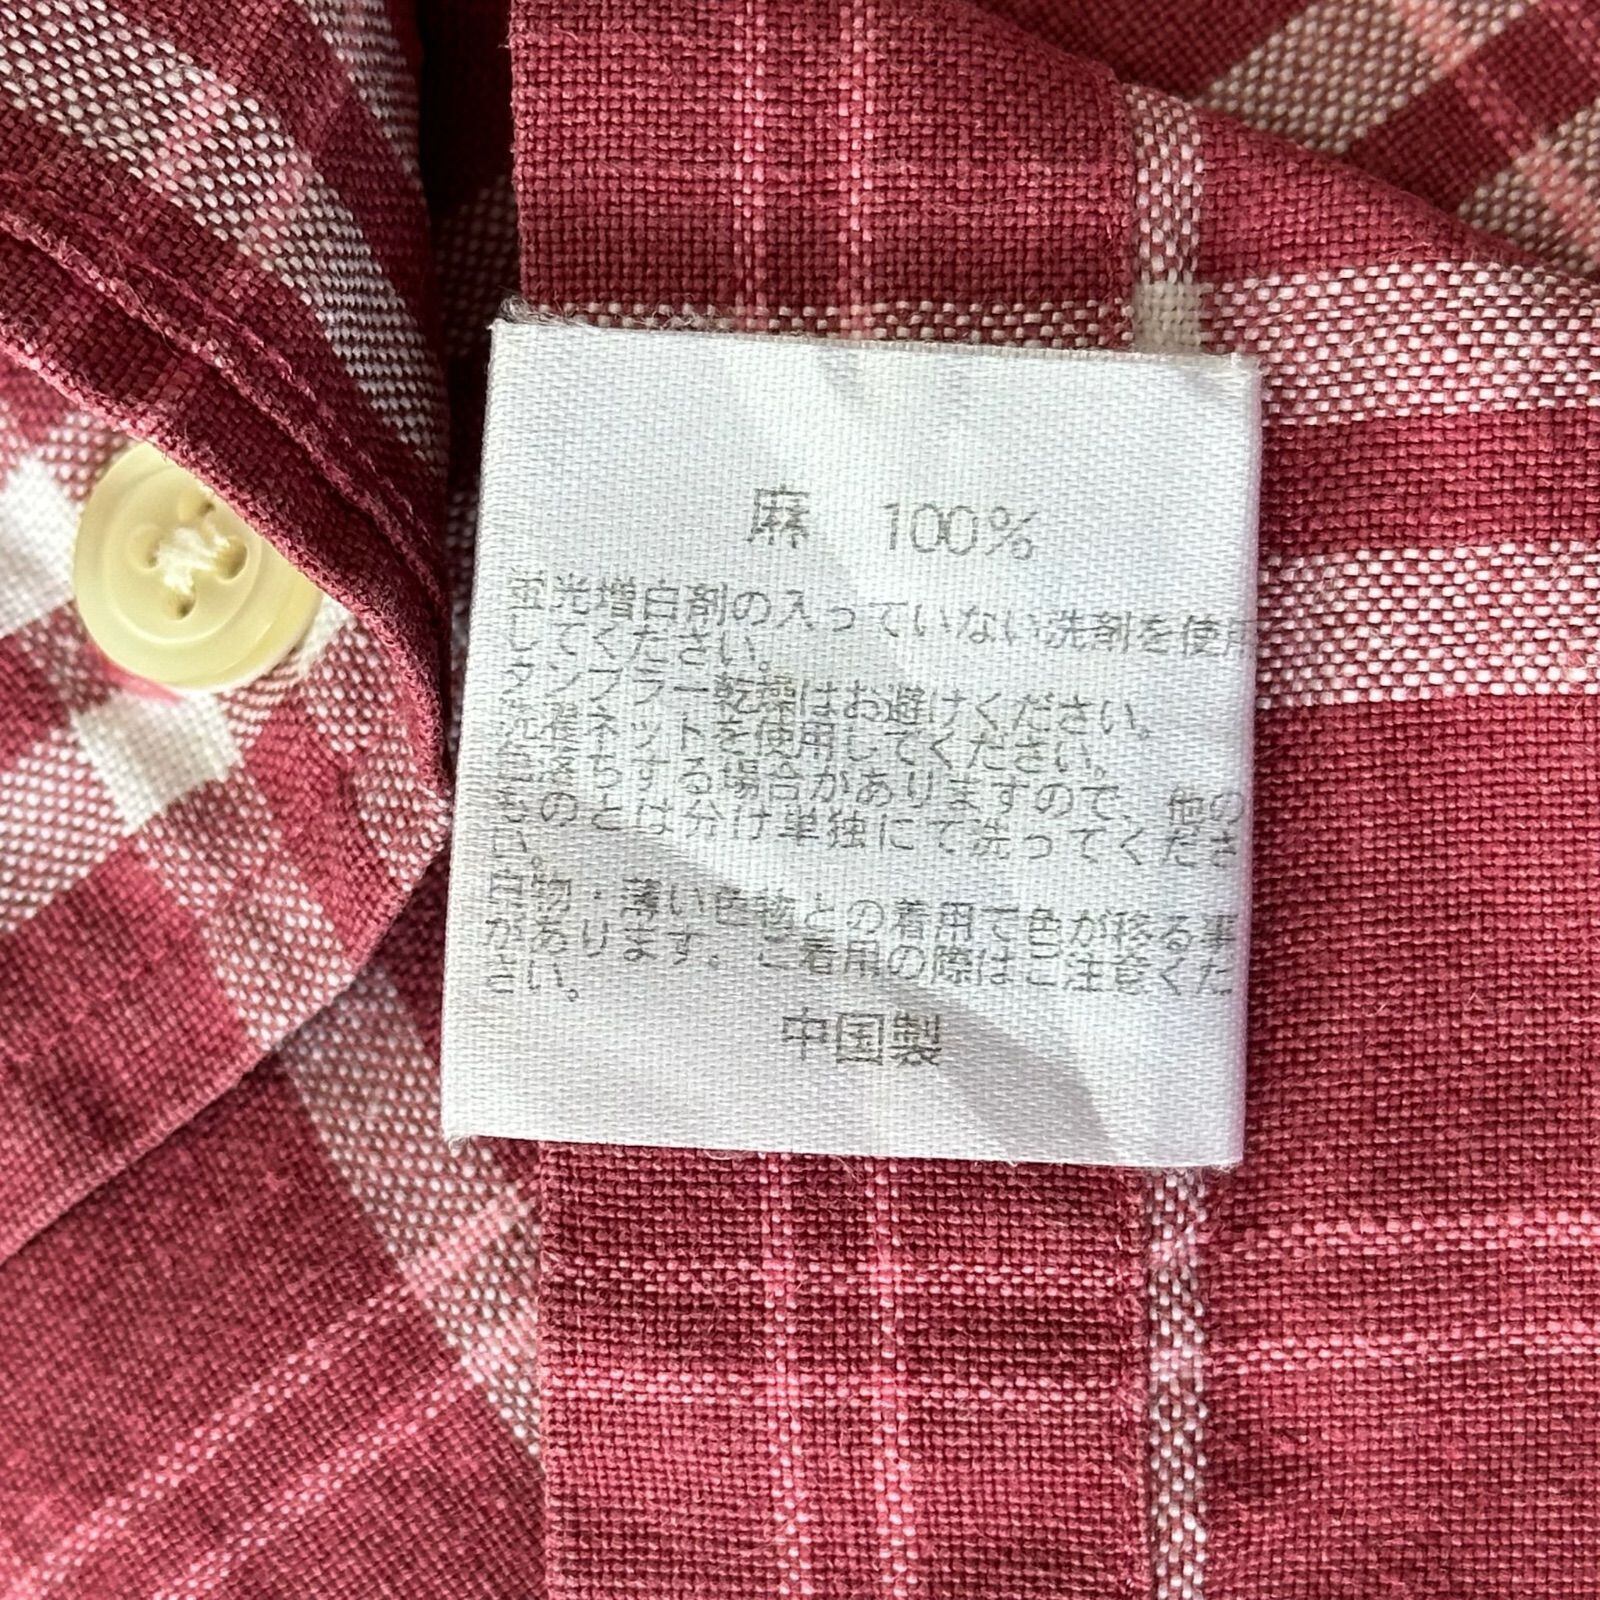 麻 100%
蛍光増白剤の入っていない洗剤を使用
してください。
タンブラー乾燥はお避けください。
洗濯ネットを使用してください。
色落ちする場合がありますので、他の
ものとは分け単独にて洗ってくださ
い。
白物・薄い色物との着用で色が移る事
があります。ご着用の際はご注意くだ
さい。
中国製